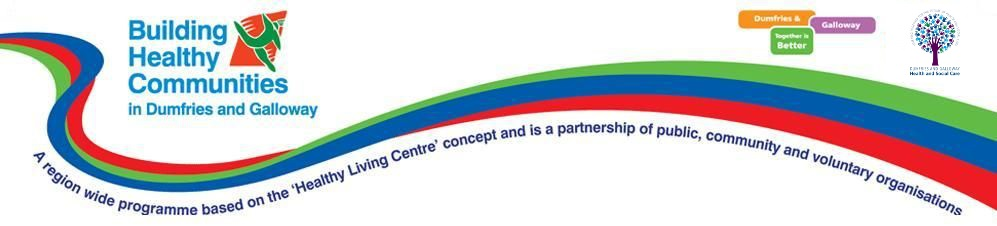 Building
Healthy
Communities
in Dumfries and Galloway
Dumfries &
Galloway
Together is
Better
DUMFRIES AND GALLOWAY
Health and Social Care
A region wide programme based on the 'Healthy Living Centre' concept and is a partnership of public, community and voluntary organisations